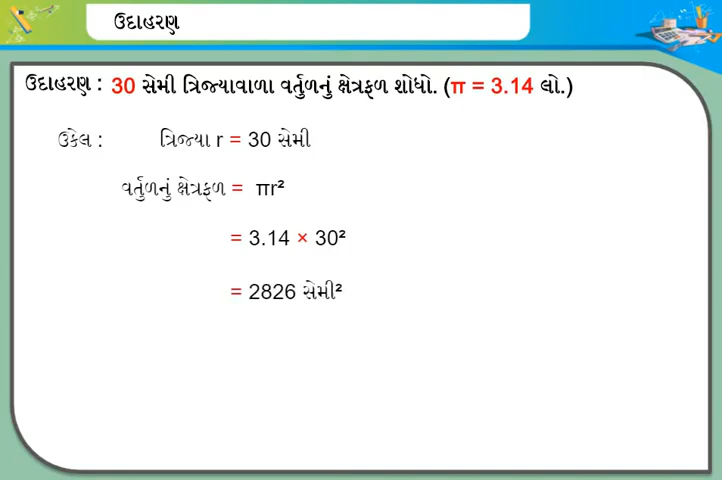 ઉદાહરણ
ઉદાહરણ : 30 સેમી ત્રિજ્યાવાળા વર્તુળનું ક્ષેત્રફળ શોધો. (π = 3.14 લો.)
ઉકેલ : ત્રિજ્યા r = 30 સેમી
વર્તુળનું ક્ષેત્રફળ = πr²
= 3.14 × 30²
= 2826 સેમી²